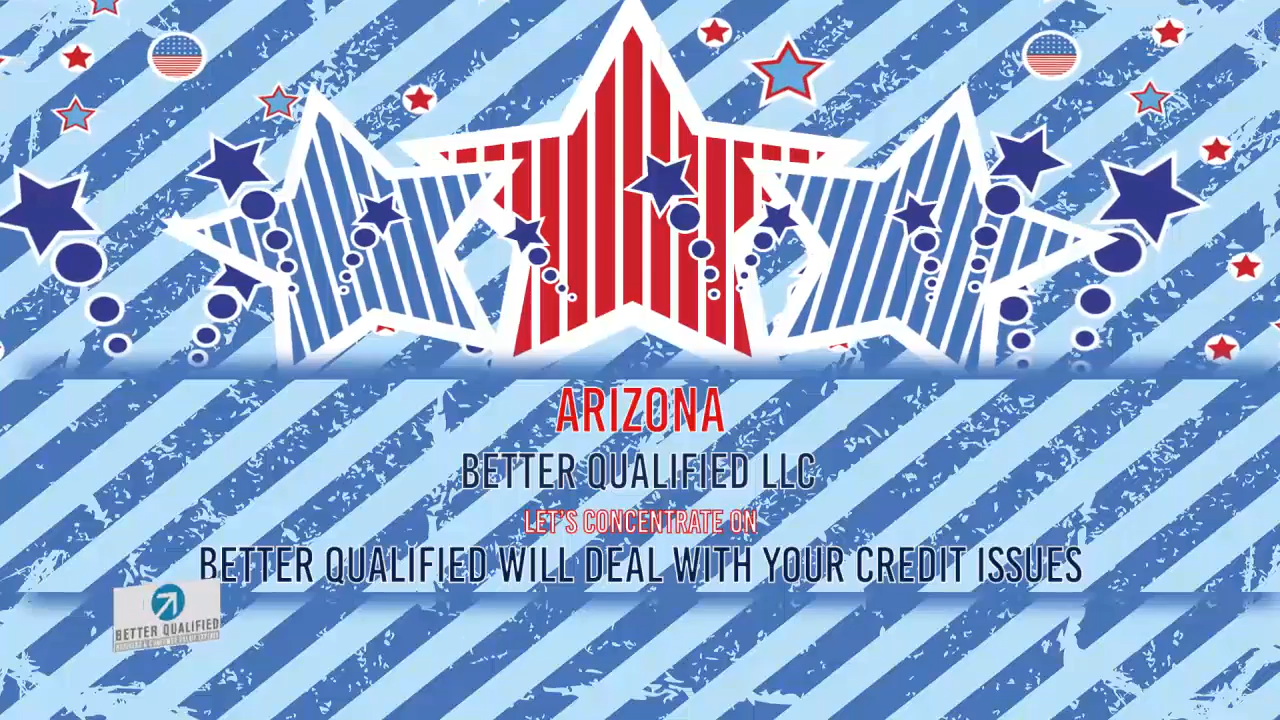 ARIZONA
BETTER QUALIFIED LLC
LET'S CONCENTRATE ON
BETTER QUALIFIED WILL DEAL WITH YOUR CREDIT ISSUES
BETTER QUALIFIED